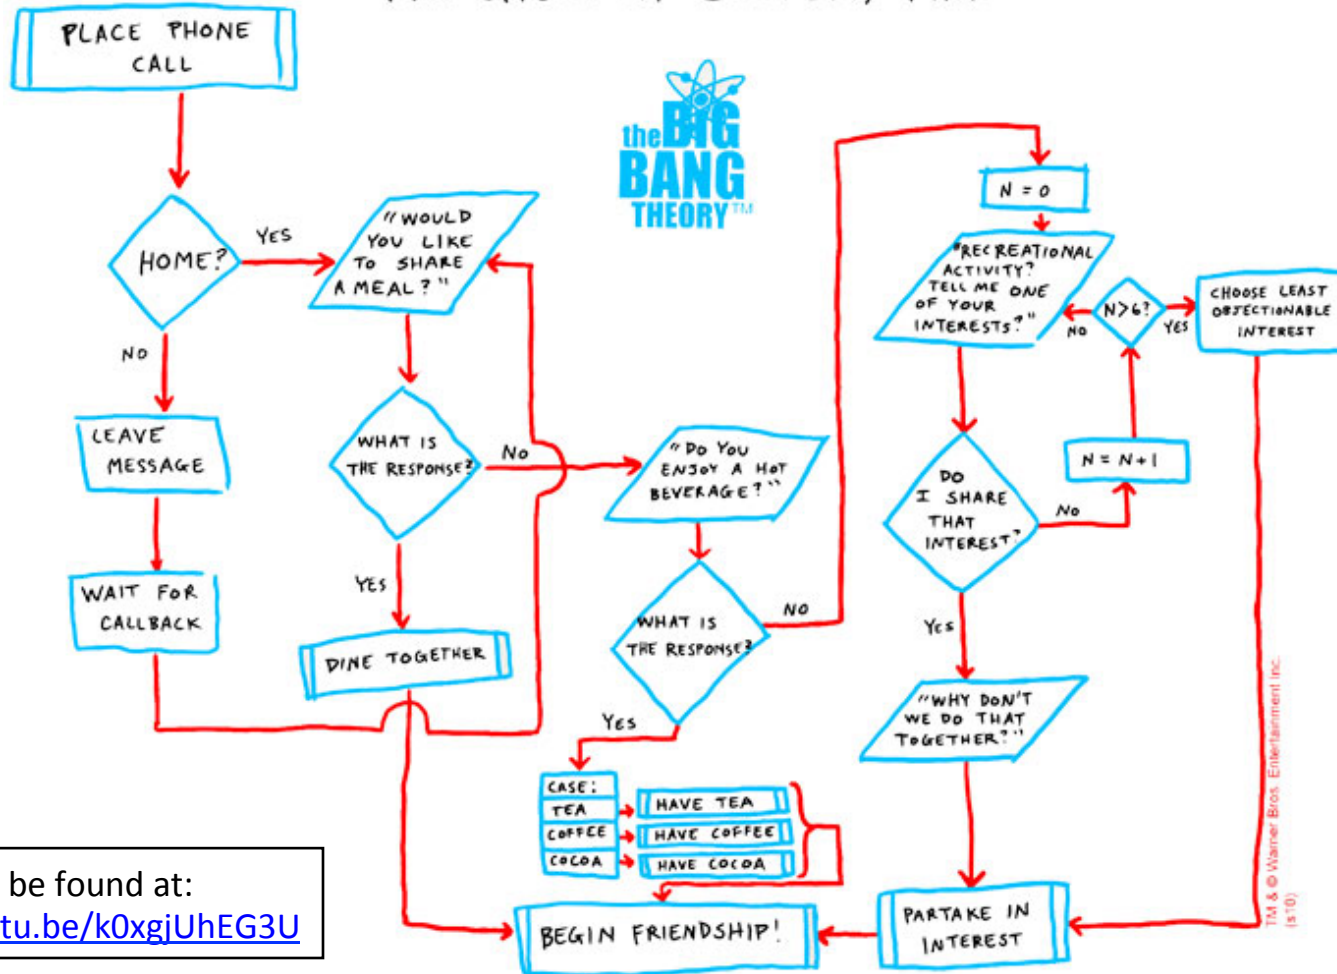 PLACE PHONE
CALL
the BIG
BANG
THEORY™
HOME?
YES
NO
"WOULD
YOU LIKE
TO SHARE
A MEAL?"
LEAVE
MESSAGE
WAIT FOR
CALLBACK
WHAT IS
THE RESPONSE?
NO
YES
DINE TOGETHER
"DO YOU
ENJOY A HOT
BEVERAGE?"
WHAT IS
THE RESPONSE?
NO
YES
CASE:
TEA
HAVE TEA
COFFEE
HAVE COFFEE
COCOA
HAVE COCOA
N = 0
"RECREATIONAL
ACTIVITY?
TELL ME ONE
OF YOUR
INTERESTS?"
N>6?
NO
YES
CHOOSE LEAST
OBJECTIONABLE
INTEREST
N = N+1
DO
I SHARE
THAT
INTEREST?
NO
YES
"WHY DON'T
WE DO THAT
TOGETHER?"
PARTAKE IN
INTEREST
BEGIN FRIENDSHIP!
be found at:
tu.be/k0xgjUhEG3U
TM & © Warner Bros. Entertainment Inc.
(s10)